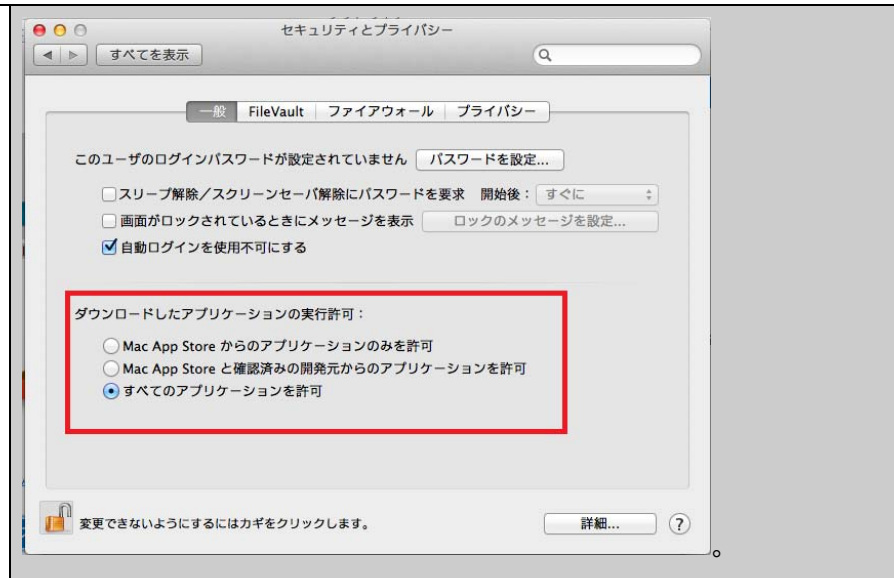 セキュリティとプライバシー
すべてを表示
一般 FileVault ファイアウォール プライバシー
このユーザのログインパスワードが設定されていません パスワードを設定...
スリープ解除／スクリーンセーバ解除にパスワードを要求 開始後： すぐに
画面がロックされているときにメッセージを表示 ロックのメッセージを設定...
自動ログインを使用不可にする
ダウンロードしたアプリケーションの実行許可：
Mac App Store からのアプリケーションのみを許可
Mac App Store と確認済みの開発元からのアプリケーションを許可
すべてのアプリケーションを許可
変更できないようにするにはカギをクリックします。 詳細... ?
。